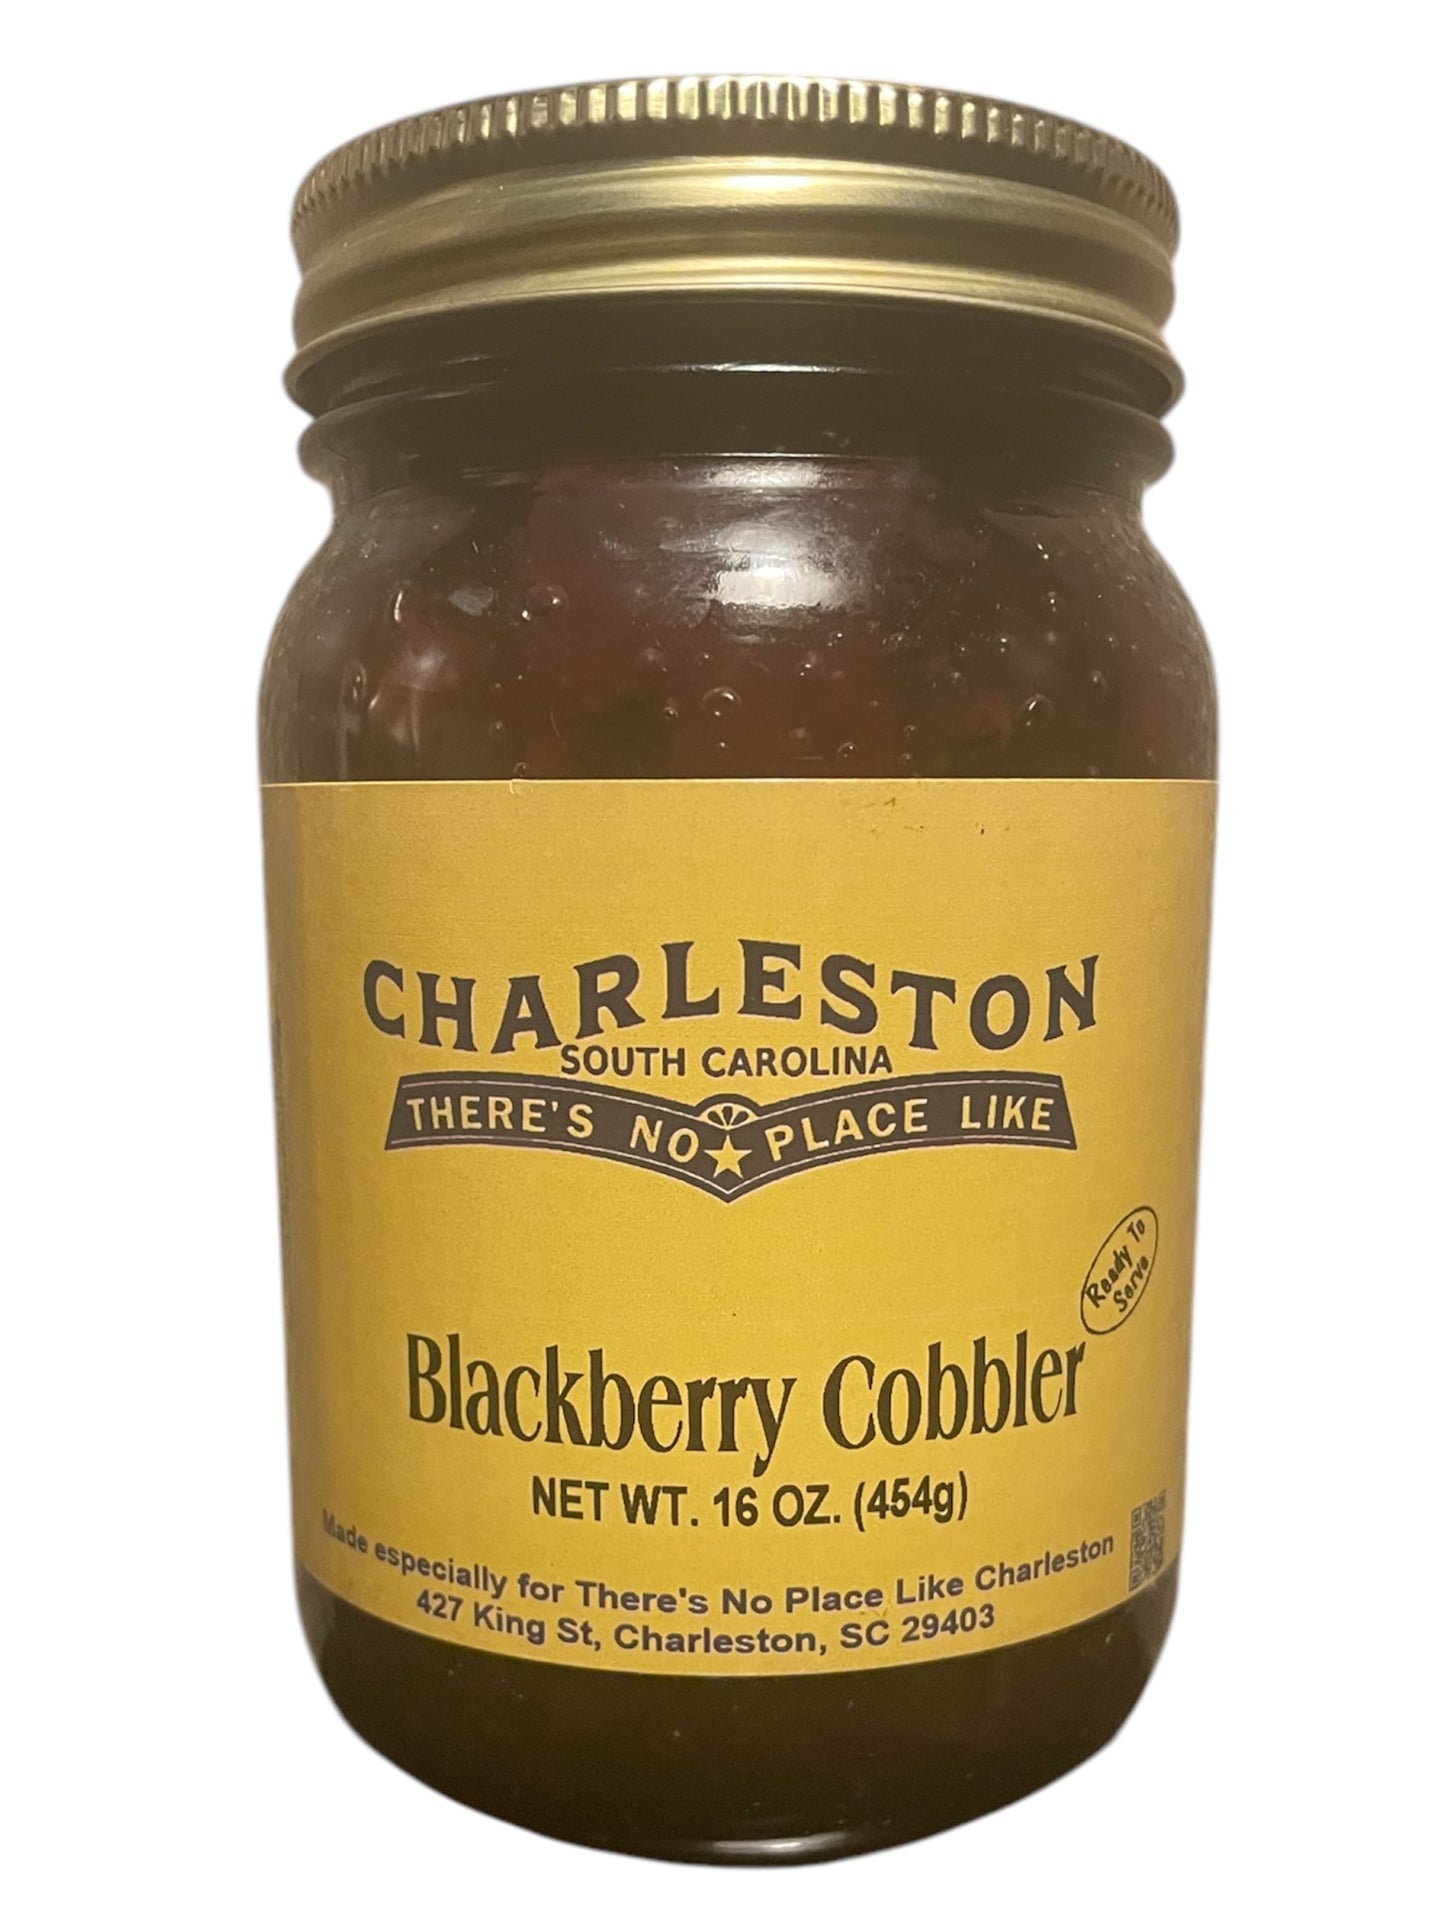 CHARLESTON
SOUTH CAROLINA
THERE'S NO PLACE LIKE
Ready To
Serve
Blackberry Cobbler
NET WT. 16 OZ. (454g)
Made especially for There's No Place Like Charleston
427 King St, Charleston, SC 29403